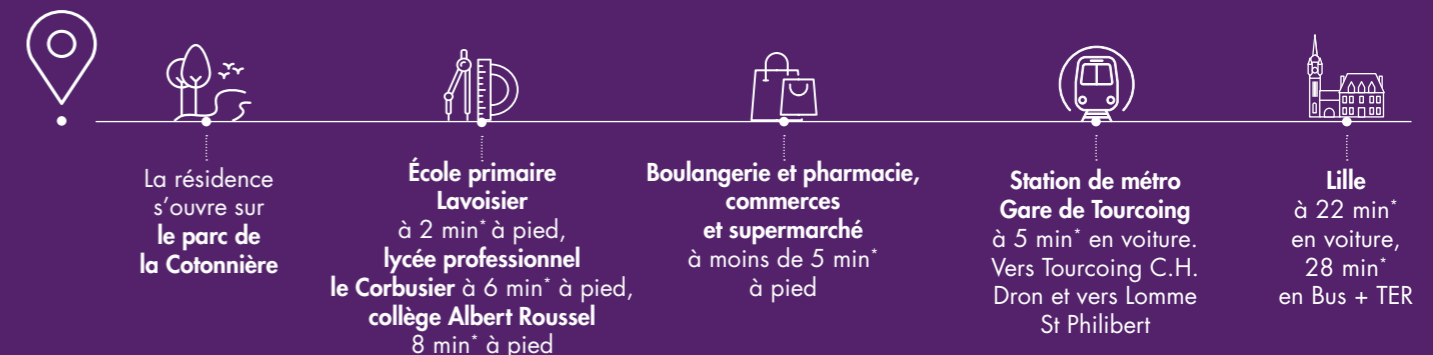 La résidence
s’ouvre sur
le parc de
la Cotonnière
École primaire
Lavoisier
à 2 min* à pied,
lycée professionnel
le Corbusier à 6 min* à pied,
collège Albert Roussel
8 min* à pied
Boulangerie et pharmacie,
commerces
et supermarché
à moins de 5 min*
à pied
Station de métro
Gare de Tourcoing
à 5 min* en voiture.
Vers Tourcoing C.H.
Dron et vers Lomme
St Philibert
Lille
à 22 min*
en voiture,
28 min*
en Bus + TER